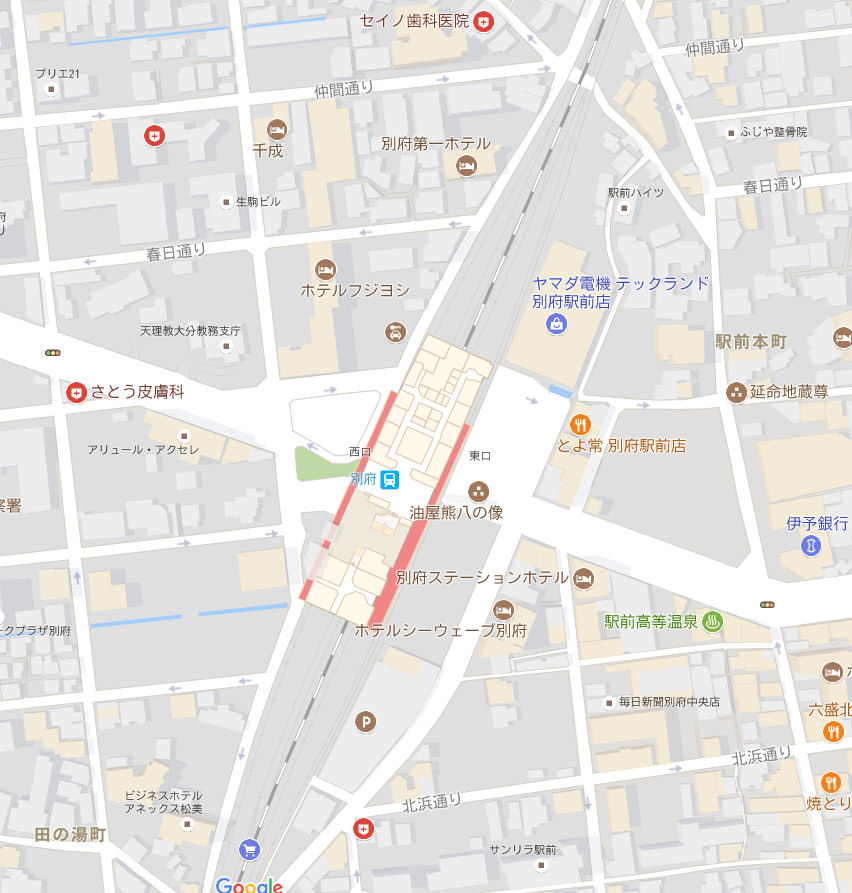 セイノ歯科医院
仲間通り
プリエ21
仲間通り
ふじや整骨院
千成
別府第一ホテル
春日通り
駅前ハイツ
生駒ビル
春日通り
ホテルフジヨシ
ヤマダ電機 テックランド
別府駅前店
天理教大分教務支庁
駅前本町
さとう皮膚科
延命地蔵尊
アリュール・アクセレ
西口
東口
とよ常 別府駅前店
別府
油屋熊八の像
察署
伊予銀行
別府ステーションホテル
駅前高等温泉
ークプラザ別府
ホテルシーウェーブ別府
毎日新聞別府中央店
六盛北
北浜通り
ビジネスホテル
アネックス松美
北浜通り
焼とり
田の湯町
サンリラ駅前
Google